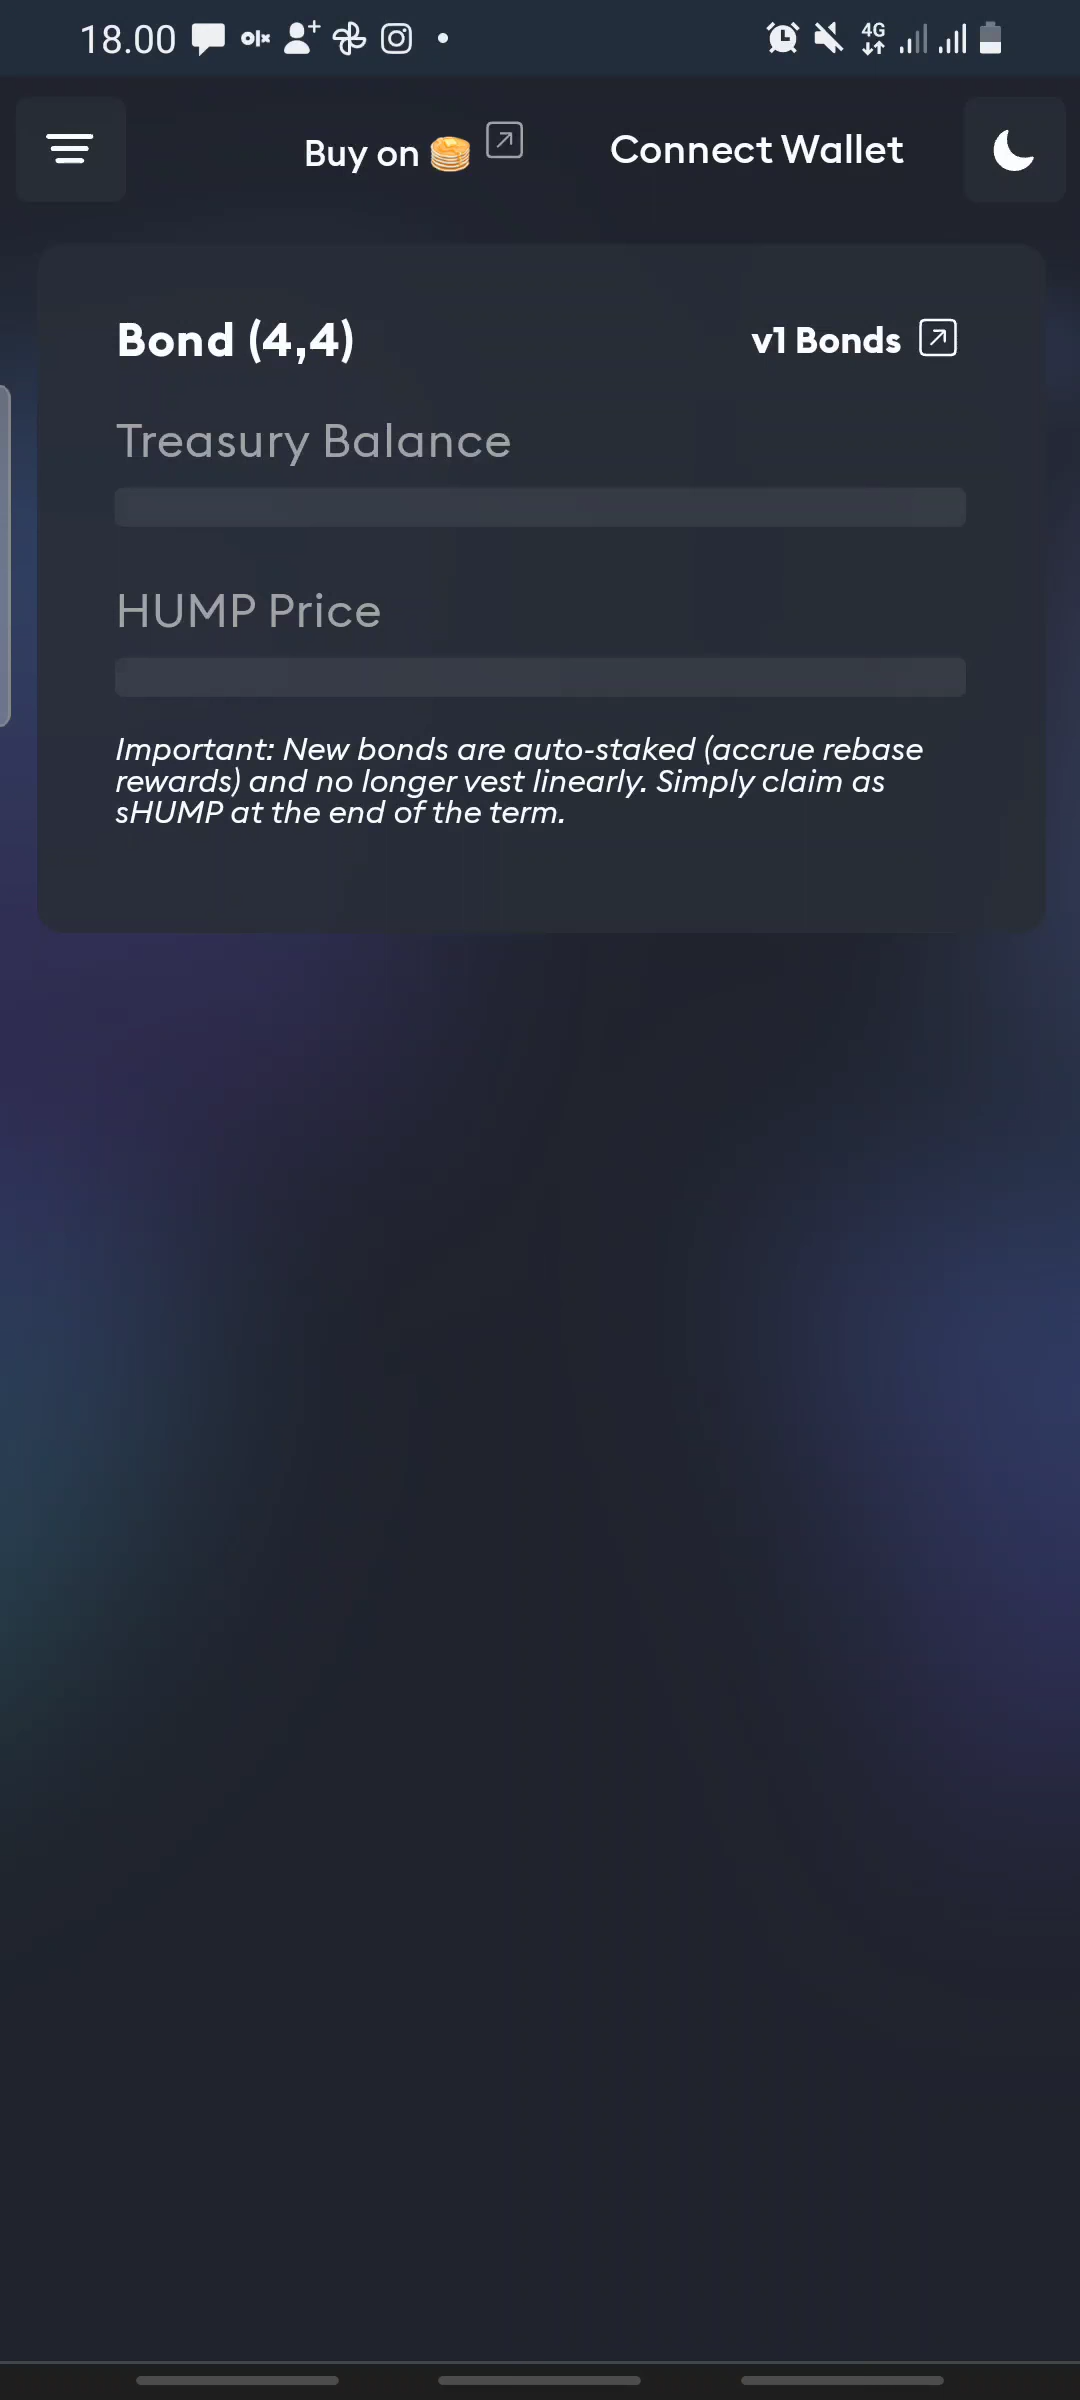 18.00
olx
4G
Buy on 🥞
Connect Wallet
Bond (4,4)
v1 Bonds
Treasury Balance
HUMP Price
Important: New bonds are auto-staked (accrue rebase
rewards) and no longer vest linearly. Simply claim as
sHUMP at the end of the term.